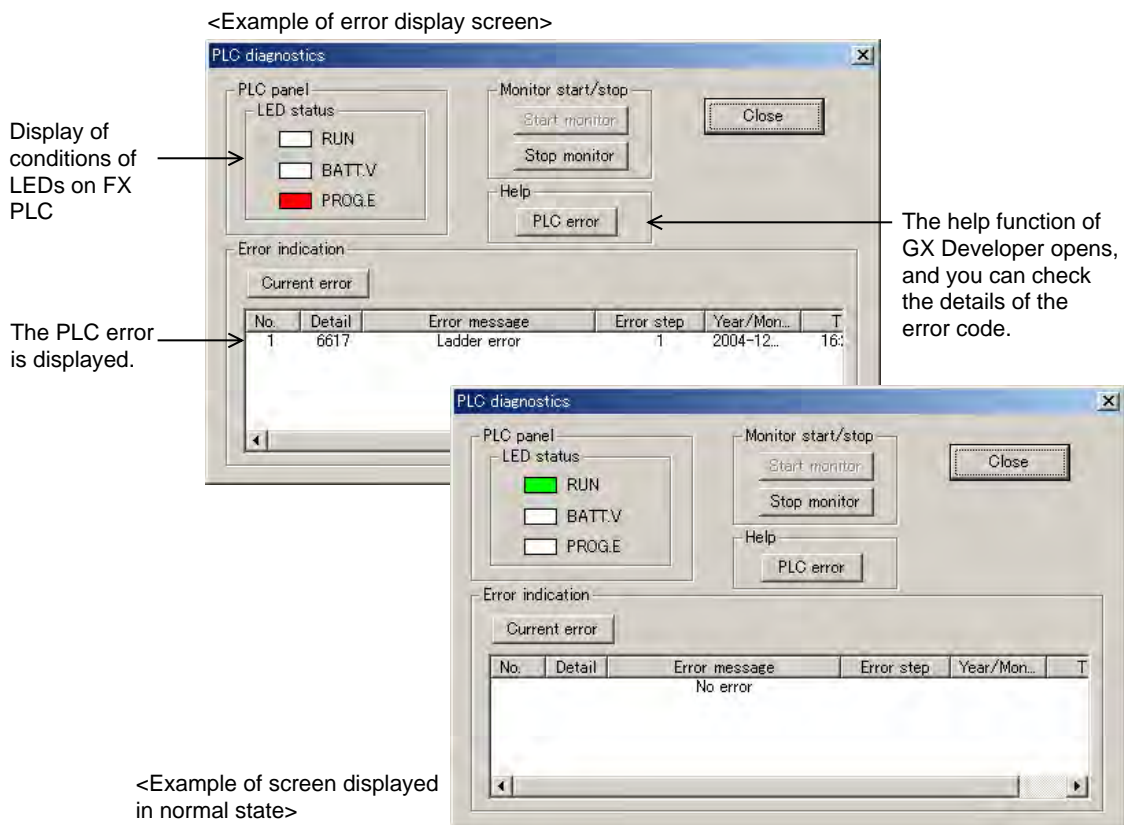 <Example of error display screen>
PLC diagnostics
PLC panel
LED status
RUN
BATT.V
PROG.E
Monitor start/stop
Start monitor
Stop monitor
Close
Help
PLC error
Display of
conditions of
LEDs on FX
PLC
The help function of
GX Developer opens,
and you can check
the details of the
error code.
Error indication
Current error
No. Detail Error message Error step Year/Mon... T
1 6617 Ladder error 1 2004-12... 16:
The PLC error
is displayed.
PLC diagnostics
PLC panel
LED status
RUN
BATT.V
PROG.E
Monitor start/stop
Start monitor
Stop monitor
Close
Help
PLC error
Error indication
Current error
No. Detail Error message Error step Year/Mon... T
No error
<Example of screen displayed
in normal state>